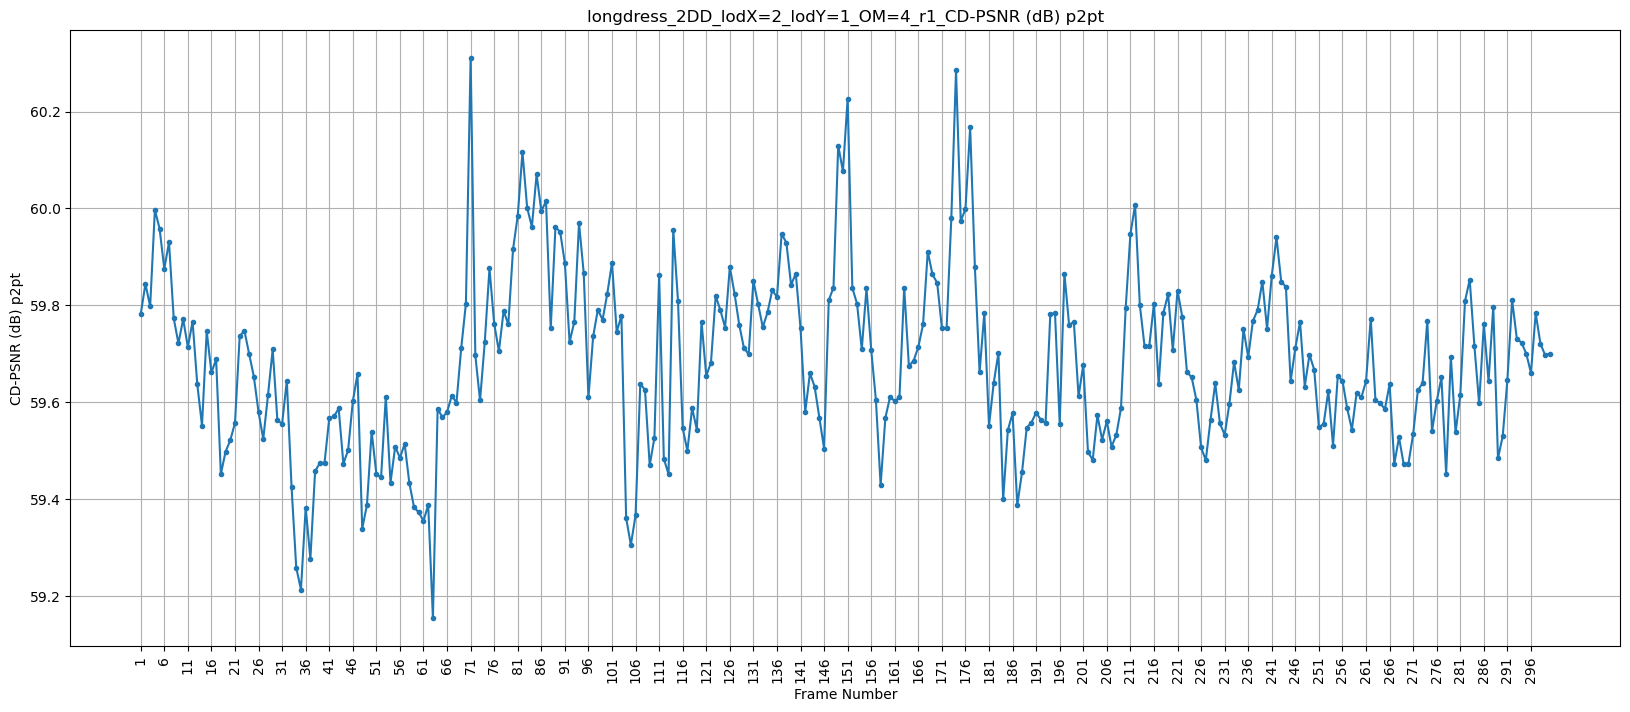 longdress_2DD_lodX=2_lodY=1_OM=4_r1_CD-PSNR (dB) p2pt
CD-PSNR (dB) p2pt
60.2
60.0
59.8
59.6
59.4
59.2
1 6 11 16 21 26 31 36 41 46 51 56 61 66 71 76 81 86 91 96 101 106 111 116 121 126 131 136 141 146 151 156 161 166 171 176 181 186 191 196 201 206 211 216 221 226 231 236 241 246 251 256 261 266 271 276 281 286 291 296
Frame Number